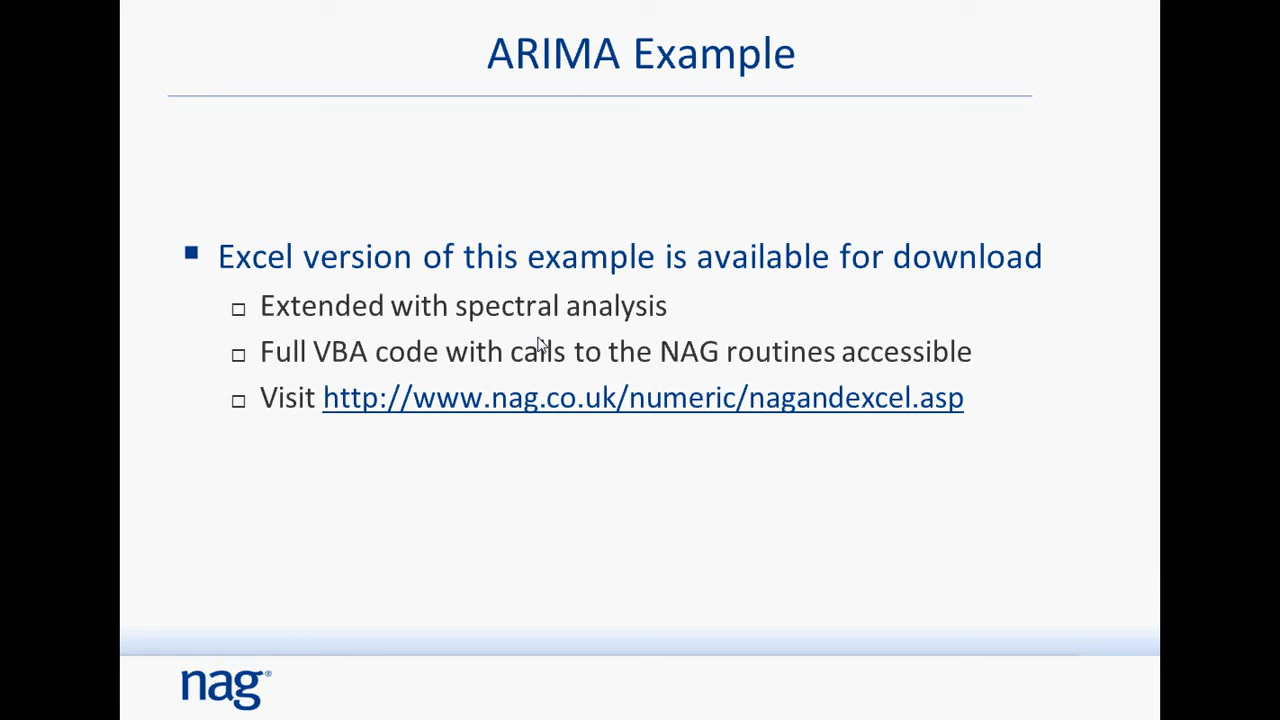 ARIMA Example
Excel version of this example is available for download
Extended with spectral analysis
Full VBA code with calls to the NAG routines accessible
Visit http://www.nag.co.uk/numeric/nagandexcel.asp
nag®